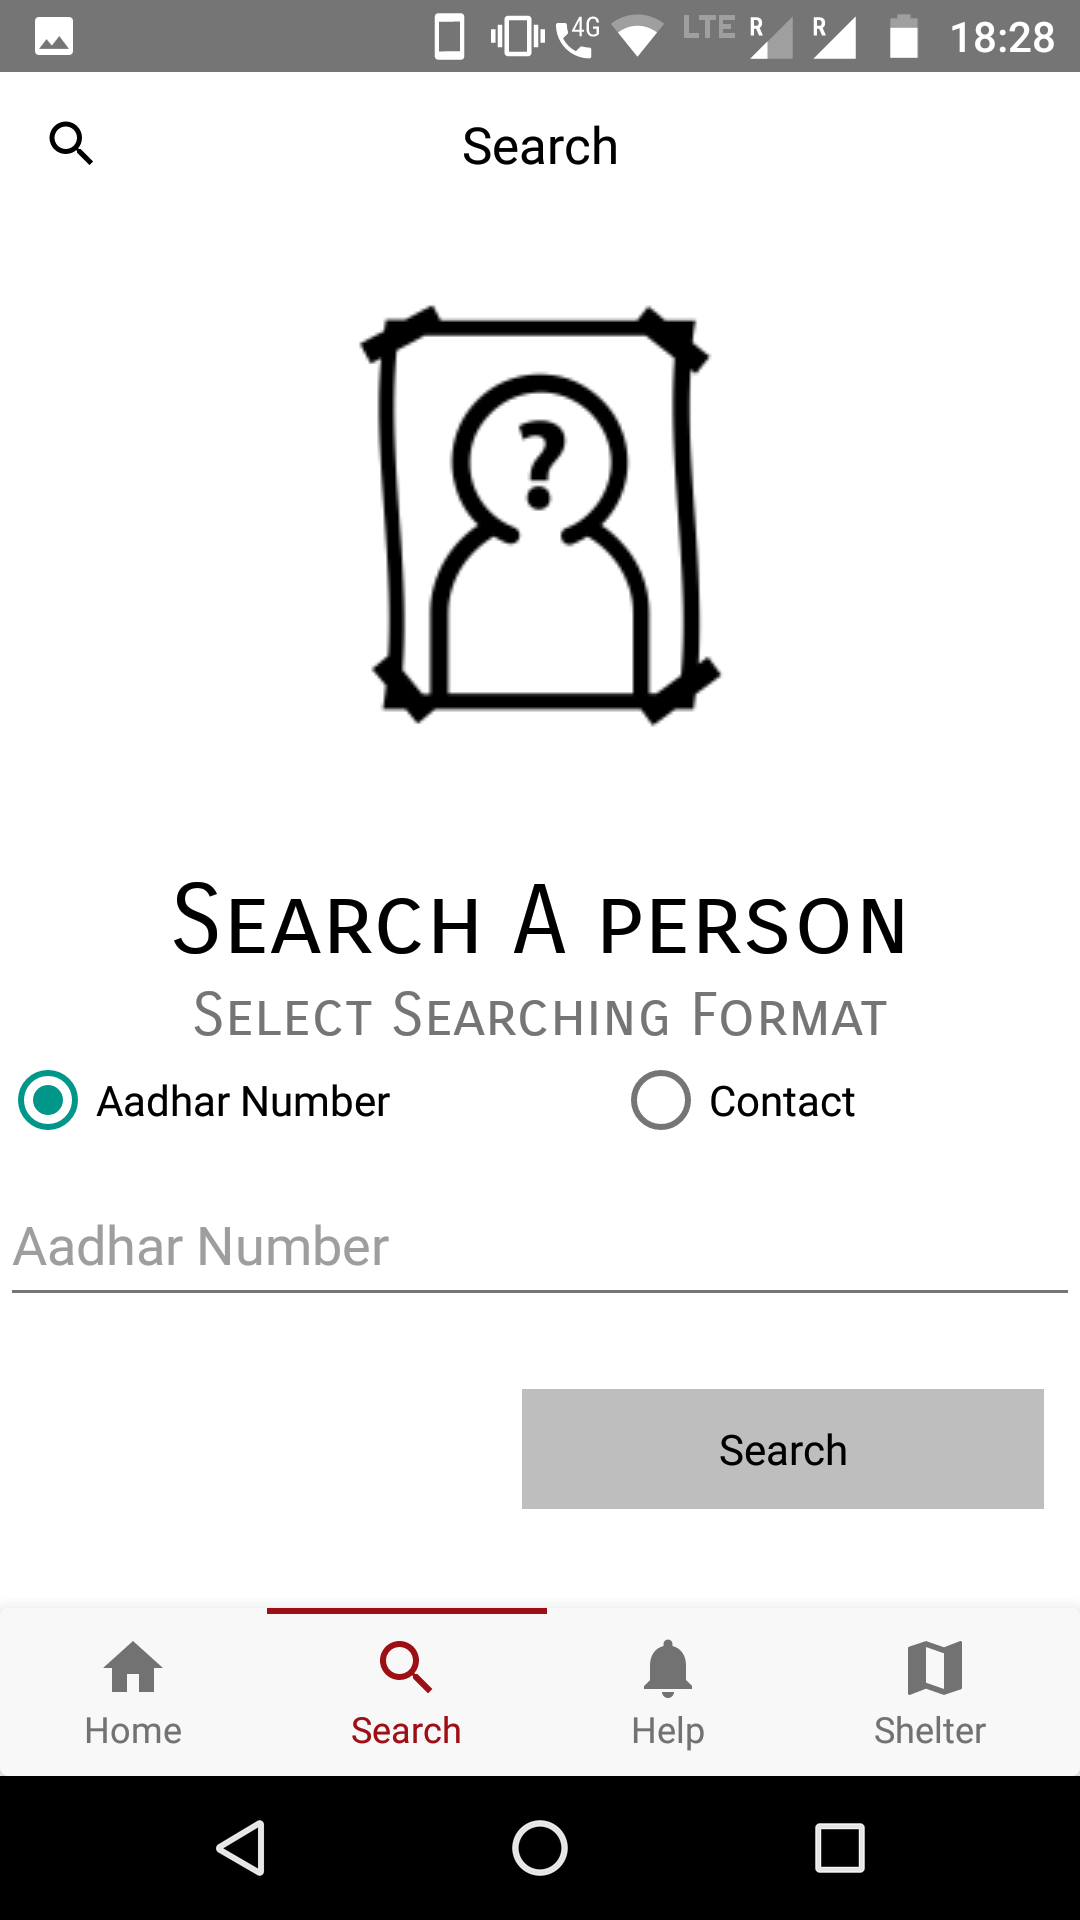 4G LTE R R 18:28
Search
?
Search A person
Select Searching Format
Aadhar Number Contact
Aadhar Number
Search
Home Search Help Shelter